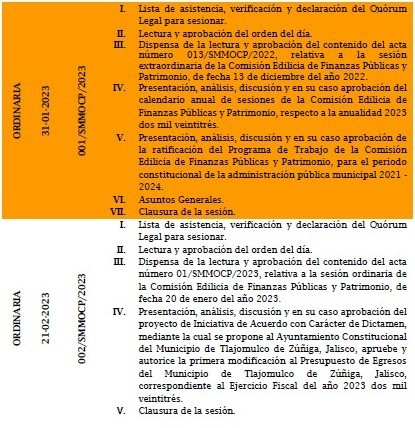 ORDINARIA
31-01-2023
001/SMMOCP/2023
I. Lista de asistencia, verificación y declaración del Quórum
Legal para sesionar.
II. Lectura y aprobación del orden del día.
III. Dispensa de la lectura y aprobación del contenido del acta
número 013/SMMOCP/2022, relativa a la sesión
extraordinaria de la Comisión Edilicia de Finanzas Públicas y
Patrimonio, de fecha 13 de diciembre del año 2022.
IV. Presentación, análisis, discusión y en su caso aprobación del
calendario anual de sesiones de la Comisión Edilicia de
Finanzas Públicas y Patrimonio, respecto a la anualidad 2023
dos mil veintitrés.
V. Presentación, análisis, discusión y en su caso aprobación de
la ratificación del Programa de Trabajo de la Comisión
Edilicia de Finanzas Públicas y Patrimonio, para el periodo
constitucional de la administración pública municipal 2021 -
2024.
VI. Asuntos Generales.
VII. Clausura de la sesión.
ORDINARIA
21-02-2023
002/SMMOCP/2023
I. Lista de asistencia, verificación y declaración del Quórum
Legal para sesionar.
II. Lectura y aprobación del orden del día.
III. Dispensa de la lectura y aprobación del contenido del acta
número 01/SMMOCP/2023, relativa a la sesión ordinaria de
la Comisión Edilicia de Finanzas Públicas y Patrimonio, de
fecha 20 de enero del año 2023.
IV. Presentación, análisis, discusión y en su caso aprobación del
proyecto de Iniciativa de Acuerdo con Carácter de Dictamen,
mediante la cual se propone al Ayuntamiento Constitucional
del Municipio de Tlajomulco de Zúñiga, Jalisco, apruebe y
autorice la primera modificación al Presupuesto de Egresos
del Municipio de Tlajomulco de Zúñiga, Jalisco,
correspondiente al Ejercicio Fiscal del año 2023 dos mil
veintitrés.
V. Clausura de la sesión.